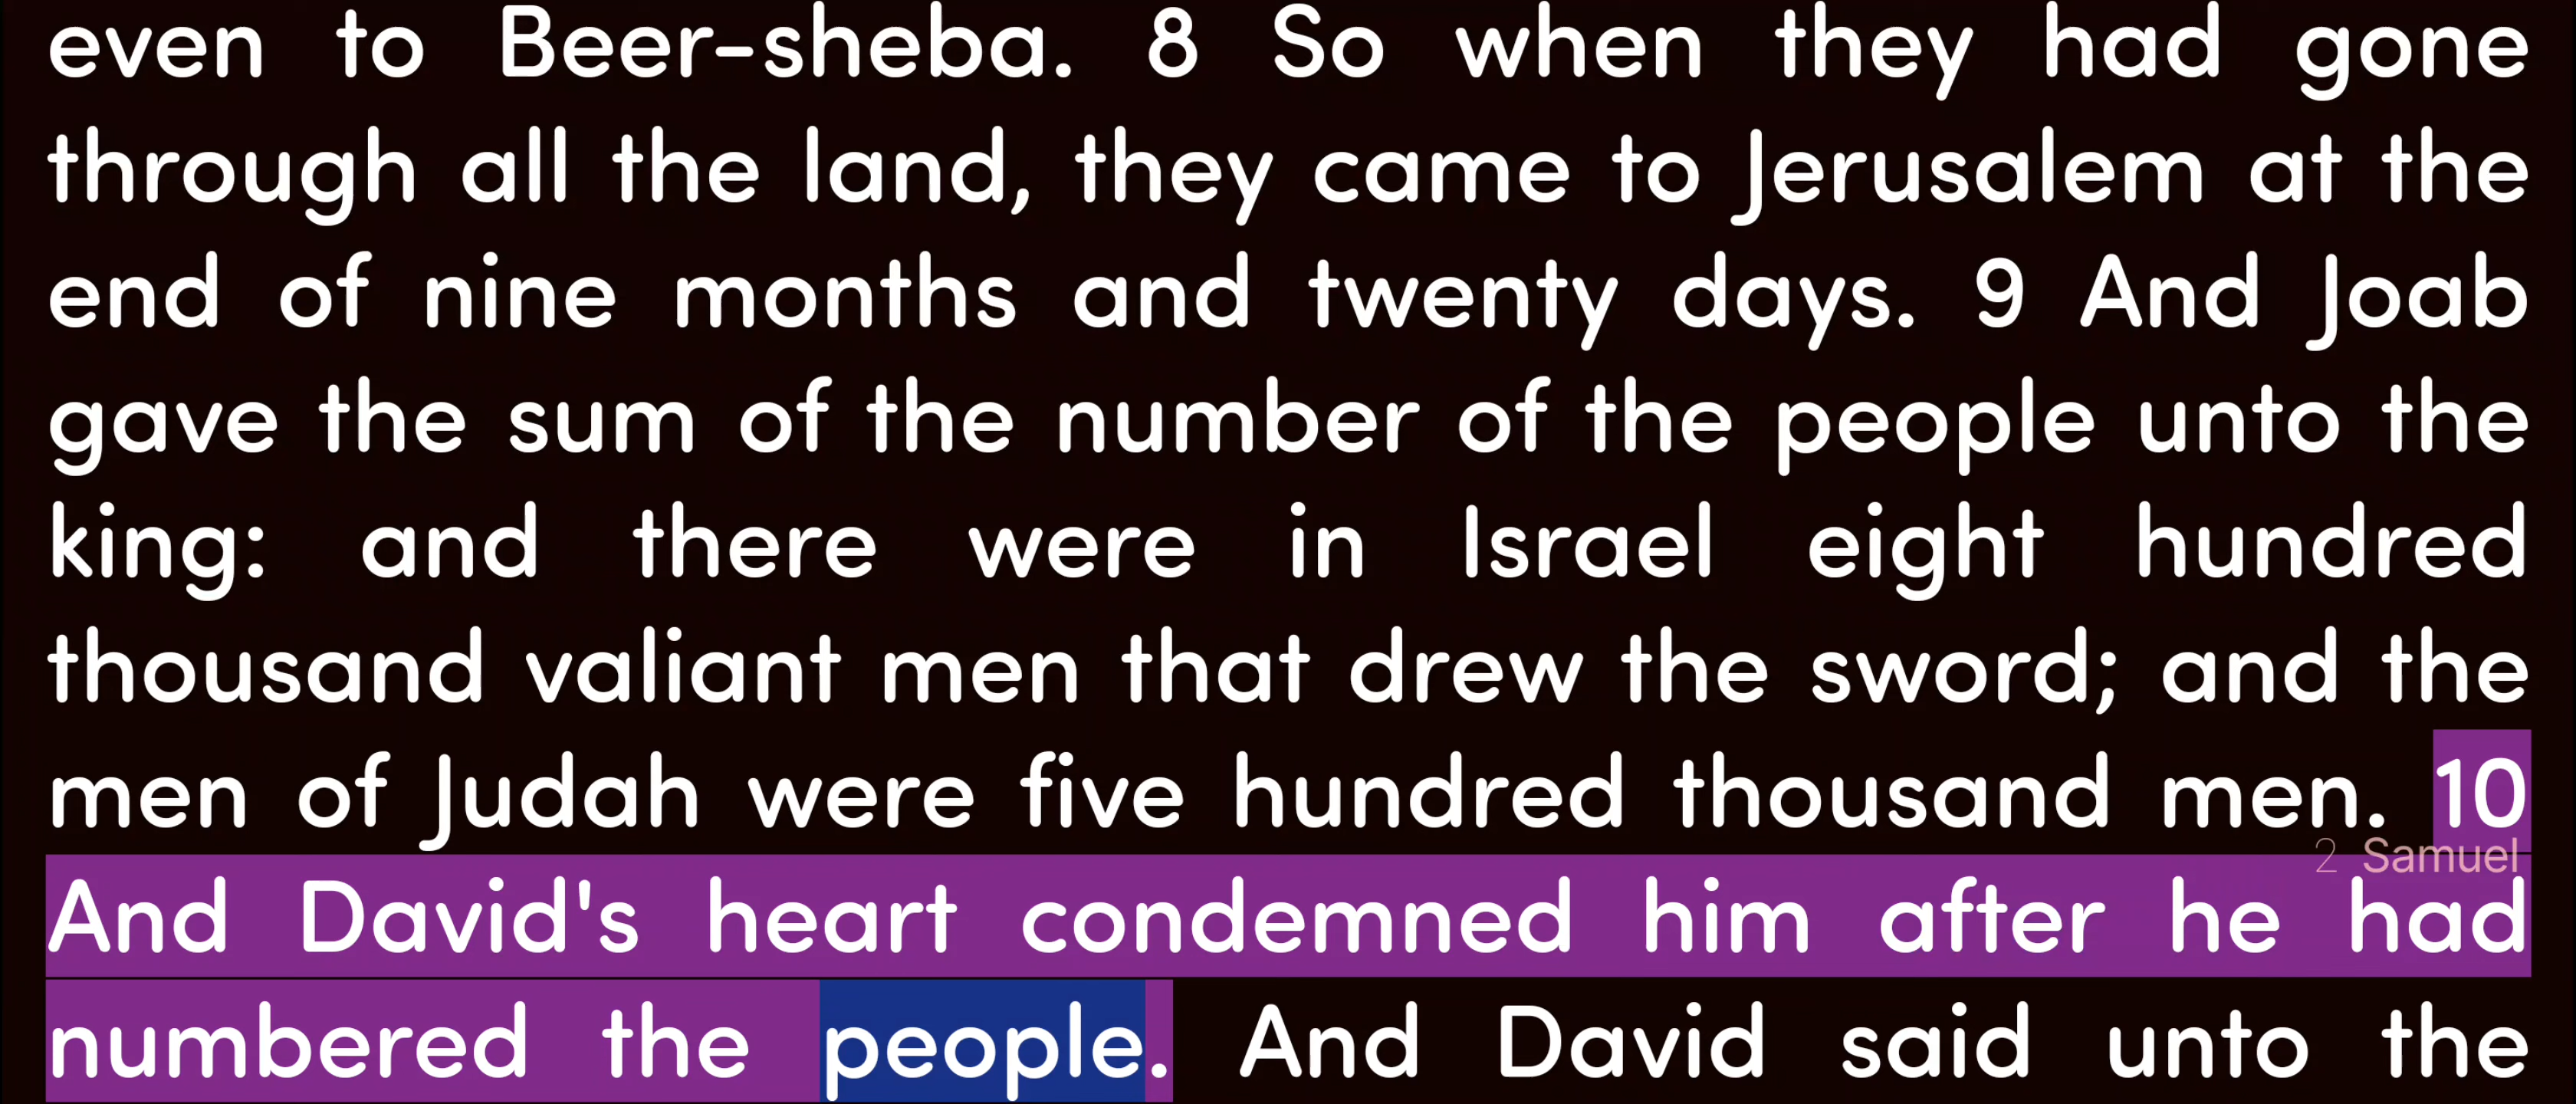 even to Beer-sheba. 8 So when they had gone
through all the land, they came to Jerusalem at the
end of nine months and twenty days. 9 And Joab
gave the sum of the number of the people unto the
king: and there were in Israel eight hundred
thousand valiant men that drew the sword; and the
men of Judah were five hundred thousand men. 10
2 Samuel
And David's heart condemned him after he had
numbered the people. And David said unto the